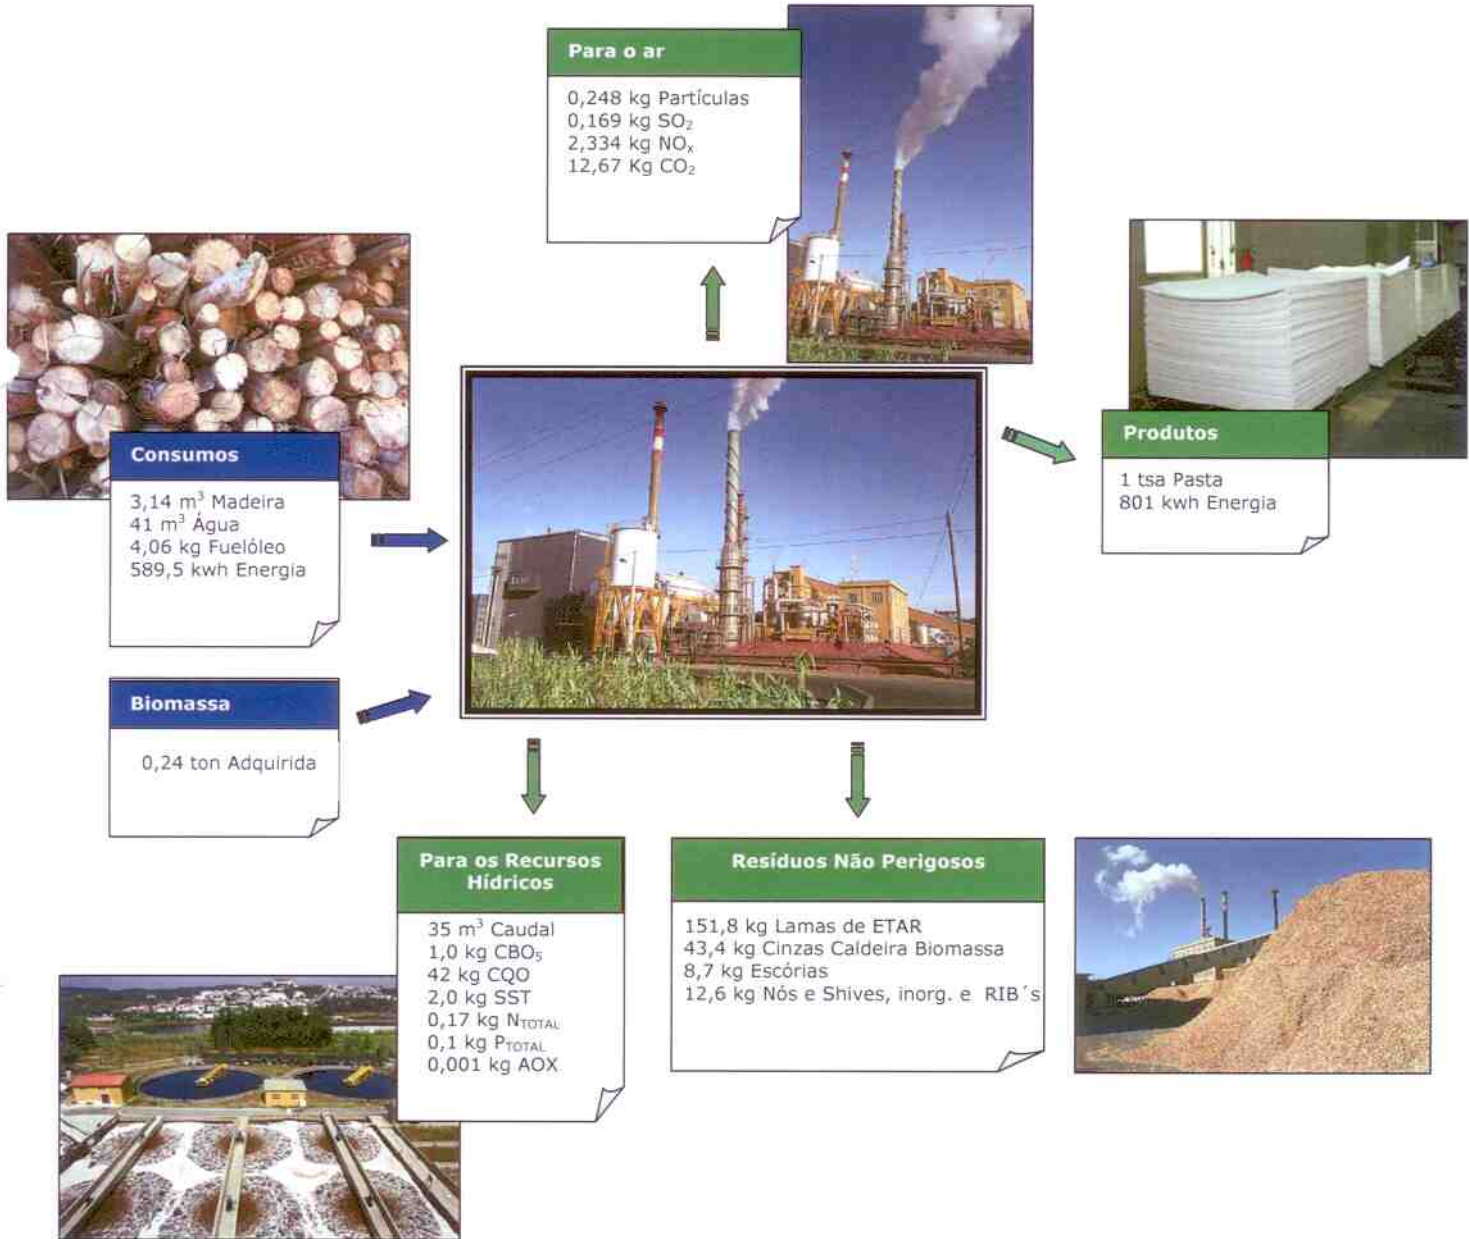 Para o ar
0,248 kg Partículas
0,169 kg SO₂
2,334 kg NOₓ
12,67 Kg CO₂
Consumos
3,14 m³ Madeira
41 m³ Água
4,06 kg Fuelóleo
589,5 kwh Energia
Produtos
1 tsa Pasta
801 kwh Energia
Biomassa
0,24 ton Adquirida
Para os Recursos
Hídricos
35 m³ Caudal
1,0 kg CBO₅
42 kg CQO
2,0 kg SST
0,17 kg N_TOTAL
0,1 kg P_TOTAL
0,001 kg AOX
Resíduos Não Perigosos
151,8 kg Lamas de ETAR
43,4 kg Cinzas Caldeira Biomassa
8,7 kg Escórias
12,6 kg Nós e Shives, inorg. e RIB´s